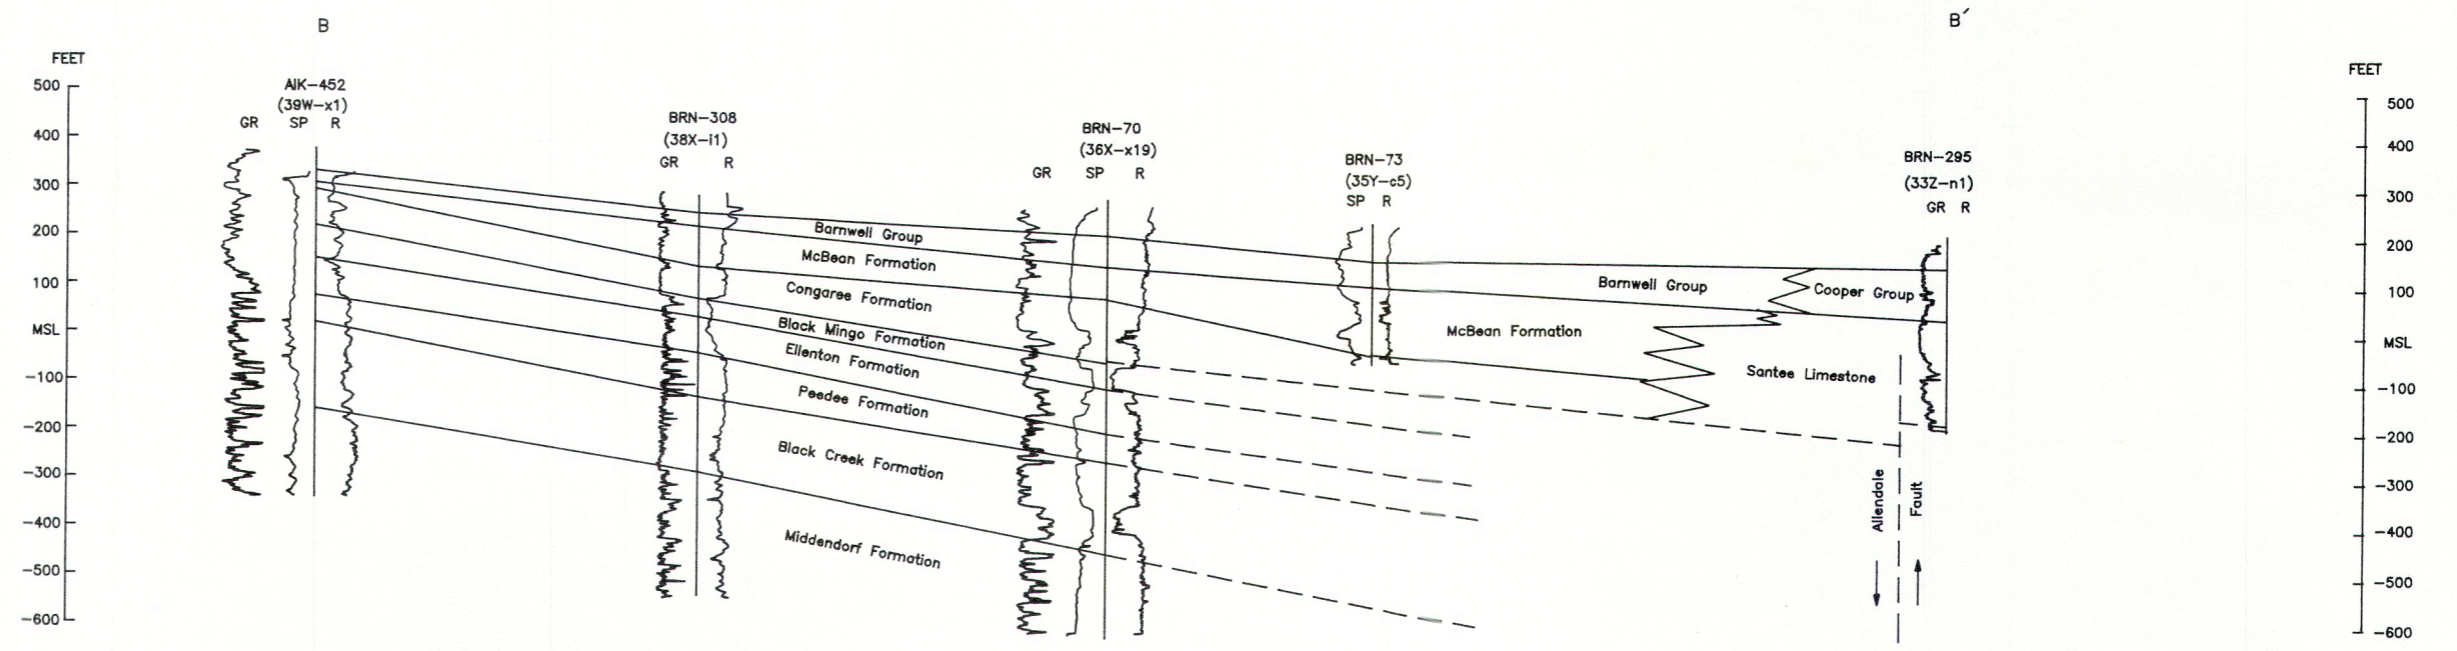 B
B′
FEET
500
400
300
200
100
MSL
-100
-200
-300
-400
-500
-600
AIK-452
(39W-x1)
GR SP R
BRN-308
(38X-i1)
GR R
BRN-70
(36X-x19)
GR SP R
BRN-73
(35Y-c5)
SP R
BRN-295
(33Z-n1)
GR R
Barnwell Group
McBean Formation
Congaree Formation
Black Mingo Formation
Ellenton Formation
Peedee Formation
Black Creek Formation
Middendorf Formation
Barnwell Group
McBean Formation
Cooper Group
Santee Limestone
Allendale
Fault
FEET
500
400
300
200
100
MSL
-100
-200
-300
-400
-500
-600